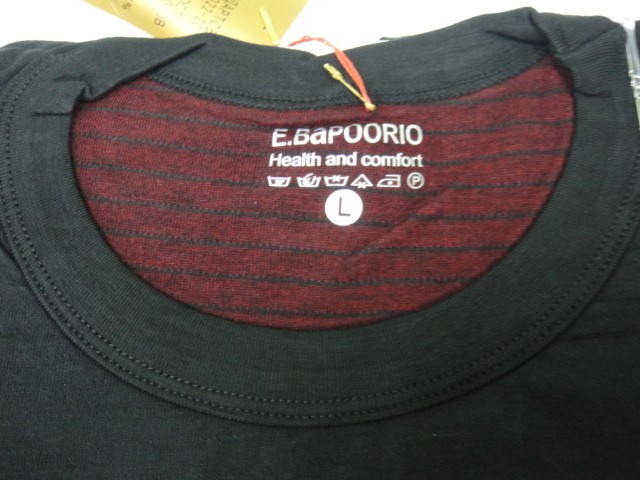 E.BaPOORIO
Health and comfort
P
L